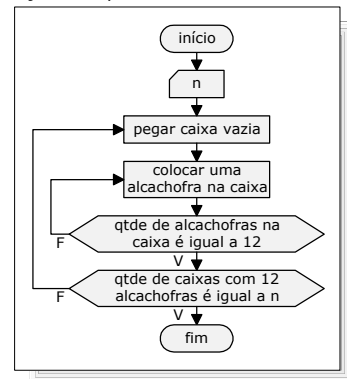 início
n
pegar caixa vazia
colocar uma
alcachofra na caixa
qtde de alcachofras na
caixa é igual a 12
F
V
qtde de caixas com 12
alcachofras é igual a n
F
V
fim